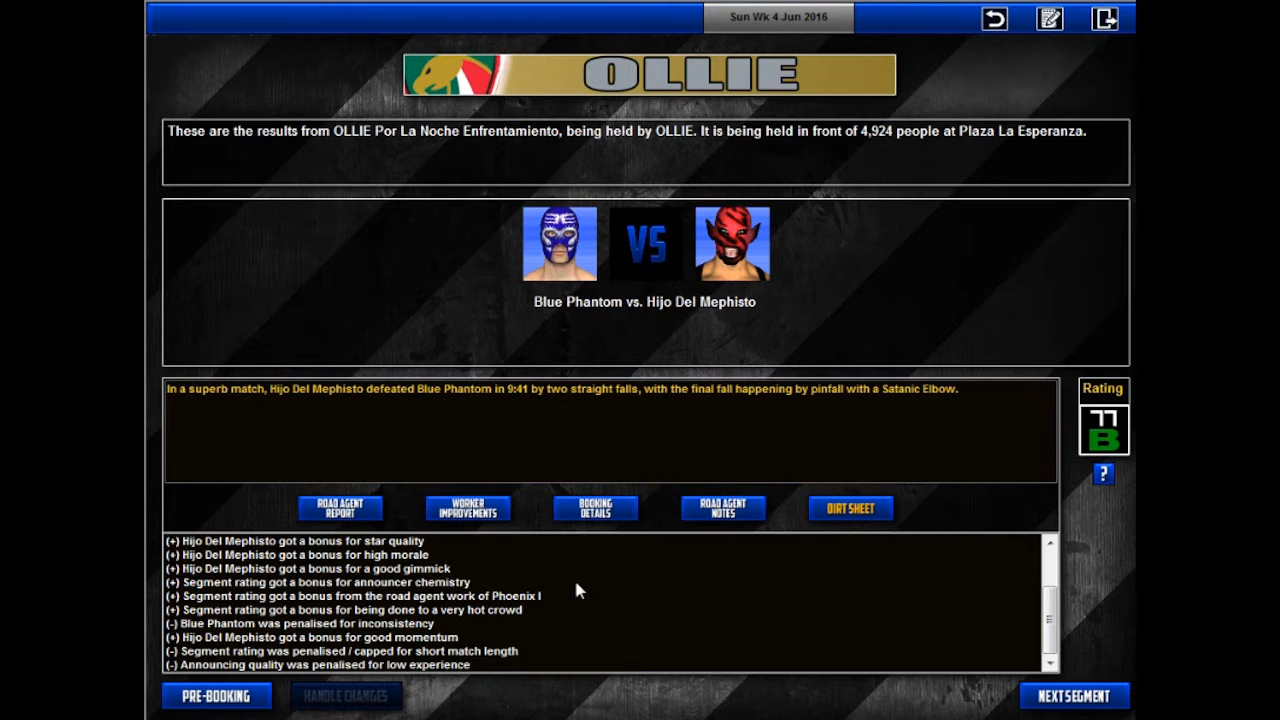 Sun Wk 4 Jun 2016
OLLIE
These are the results from OLLIE Por La Noche Enfrentamiento, being held by OLLIE. It is being held in front of 4,924 people at Plaza La Esperanza.
VS
Blue Phantom vs. Hijo Del Mephisto
In a superb match, Hijo Del Mephisto defeated Blue Phantom in 9:41 by two straight falls, with the final fall happening by pinfall with a Satanic Elbow.
Rating
77
B
?
ROAD AGENT REPORT
WORKER IMPROVEMENTS
BOOKING DETAILS
ROAD AGENT NOTES
DIRT SHEET
(+) Hijo Del Mephisto got a bonus for star quality
(+) Hijo Del Mephisto got a bonus for high morale
(+) Hijo Del Mephisto got a bonus for a good gimmick
(+) Segment rating got a bonus for announcer chemistry
(+) Segment rating got a bonus from the road agent work of Phoenix I
(+) Segment rating got a bonus for being done to a very hot crowd
(-) Blue Phantom was penalised for inconsistency
(+) Hijo Del Mephisto got a bonus for good momentum
(-) Segment rating was penalised / capped for short match length
(-) Announcing quality was penalised for low experience
PRE-BOOKING
HANDLE CHANGES
NEXT SEGMENT